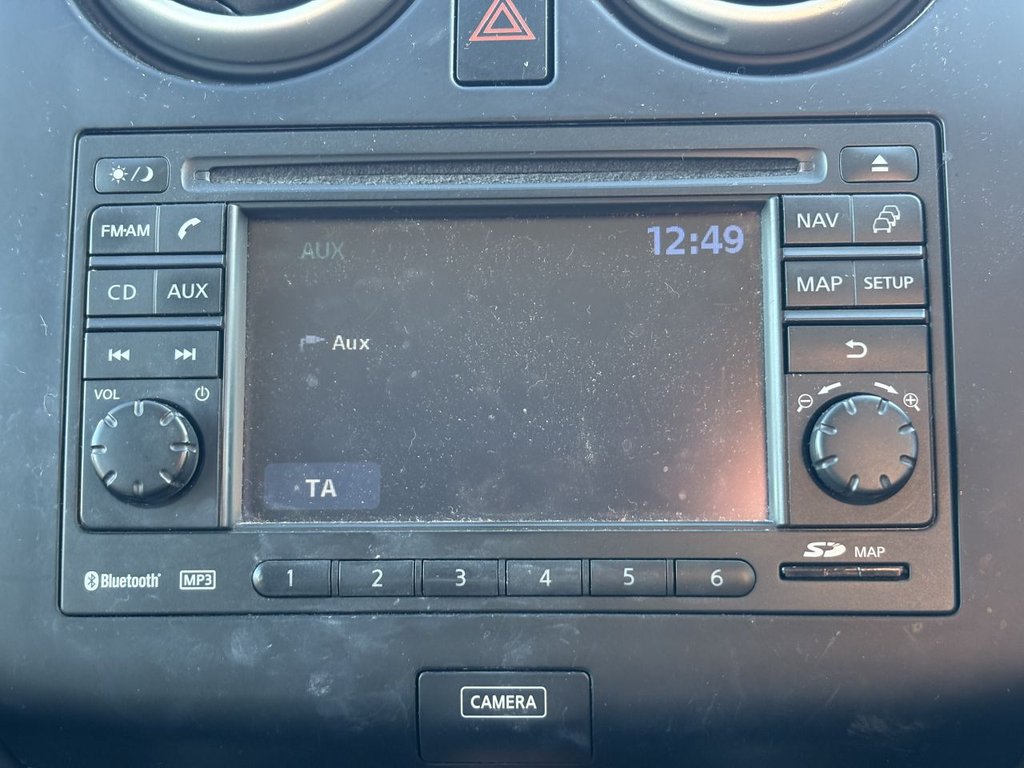 FM·AM
CD AUX
VOL
AUX 12:49
Aux
TA
NAV
MAP SETUP
Bluetooth® MP3
1 2 3 4 5 6
SD MAP
CAMERA